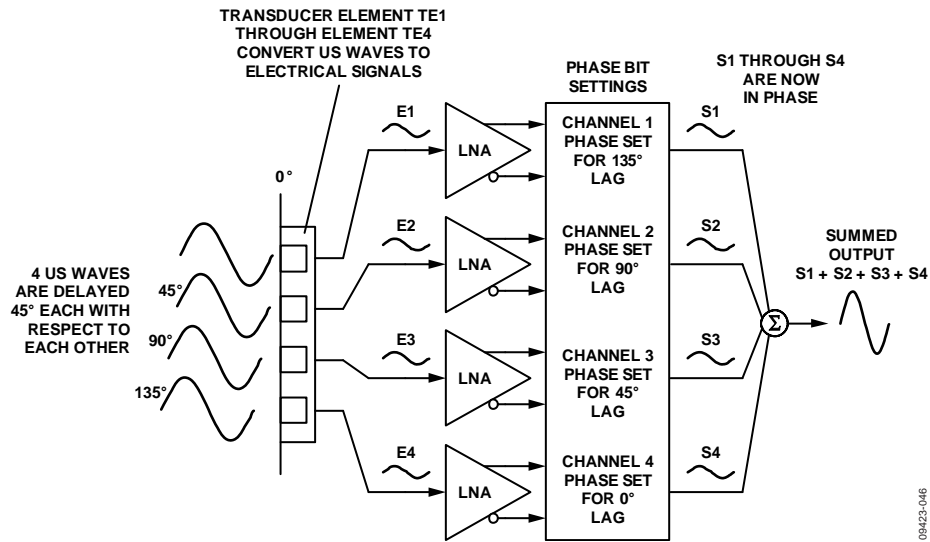 TRANSDUCER ELEMENT TE1
THROUGH ELEMENT TE4
CONVERT US WAVES TO
ELECTRICAL SIGNALS
PHASE BIT
SETTINGS
S1 THROUGH S4
ARE NOW
IN PHASE
0°
4 US WAVES
ARE DELAYED
45° EACH WITH
RESPECT TO
EACH OTHER
45°
90°
135°
E1
LNA
CHANNEL 1
PHASE SET
FOR 135°
LAG
S1
E2
LNA
CHANNEL 2
PHASE SET
FOR 90°
LAG
S2
E3
LNA
CHANNEL 3
PHASE SET
FOR 45°
LAG
S3
E4
LNA
CHANNEL 4
PHASE SET
FOR 0°
LAG
S4
Σ
SUMMED
OUTPUT
S1 + S2 + S3 + S4
09423-046